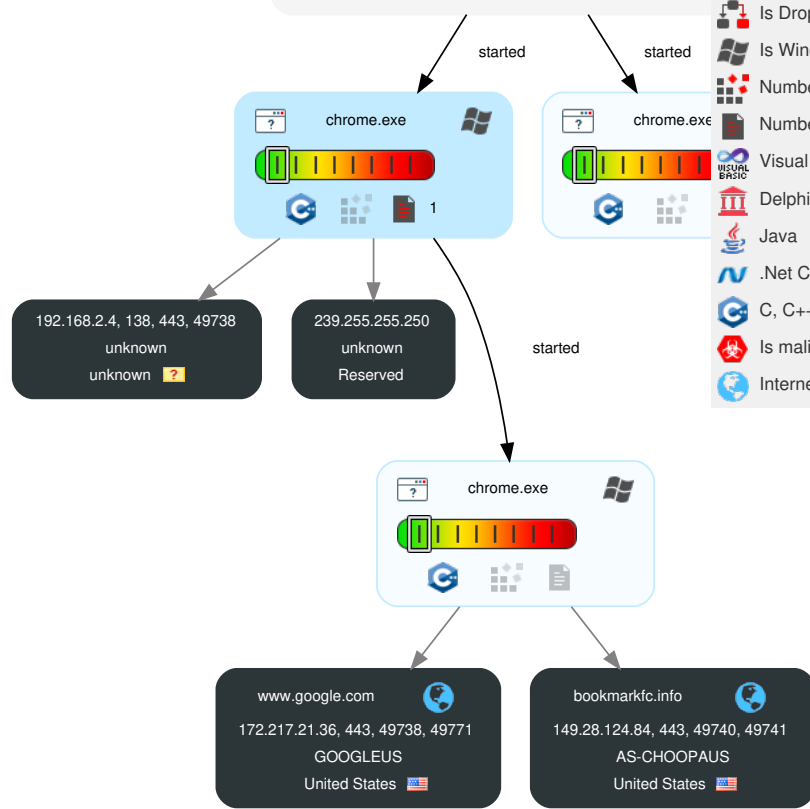 Is Drop
Is Win
Numbe
Numbe
Visual
Delphi
Java
.Net C
C, C++
Is mali
Interne
started
started
chrome.exe
1
chrome.exe
192.168.2.4, 138, 443, 49738
unknown
unknown
239.255.255.250
unknown
Reserved
started
chrome.exe
www.google.com
172.217.21.36, 443, 49738, 49771
GOOGLEUS
United States
bookmarkfc.info
149.28.124.84, 443, 49740, 49741
AS-CHOOPAUS
United States
VISUAL
BASIC
?
?
?
?